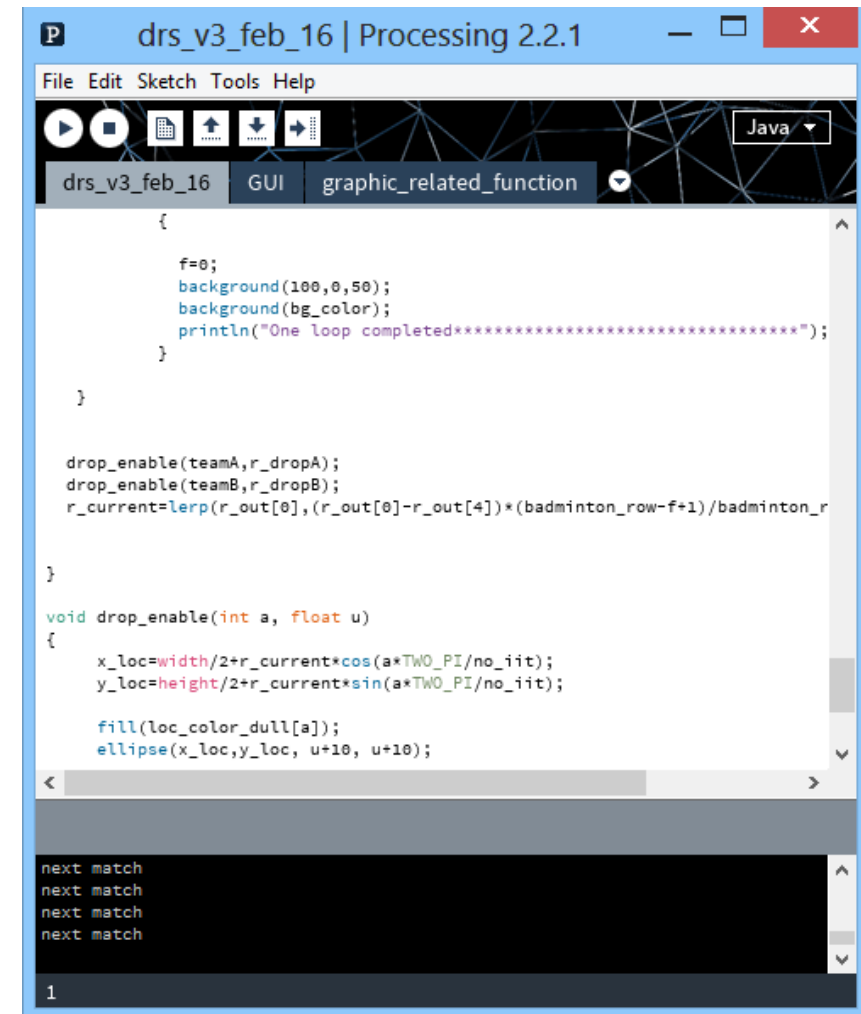 P drs_v3_feb_16 | Processing 2.2.1
File Edit Sketch Tools Help
Java
drs_v3_feb_16 GUI graphic_related_function
{
f=0;
background(100,0,50);
background(bg_color);
println("One loop completed**********************************");
}
}
drop_enable(teamA,r_dropA);
drop_enable(teamB,r_dropB);
r_current=lerp(r_out[0],(r_out[0]-r_out[4])*(badminton_row-f+1)/badminton_r
}
void drop_enable(int a, float u)
{
x_loc=width/2+r_current*cos(a*TWO_PI/no_iit);
y_loc=height/2+r_current*sin(a*TWO_PI/no_iit);
fill(loc_color_dull[a]);
ellipse(x_loc,y_loc, u+10, u+10);
next match
next match
next match
next match
1